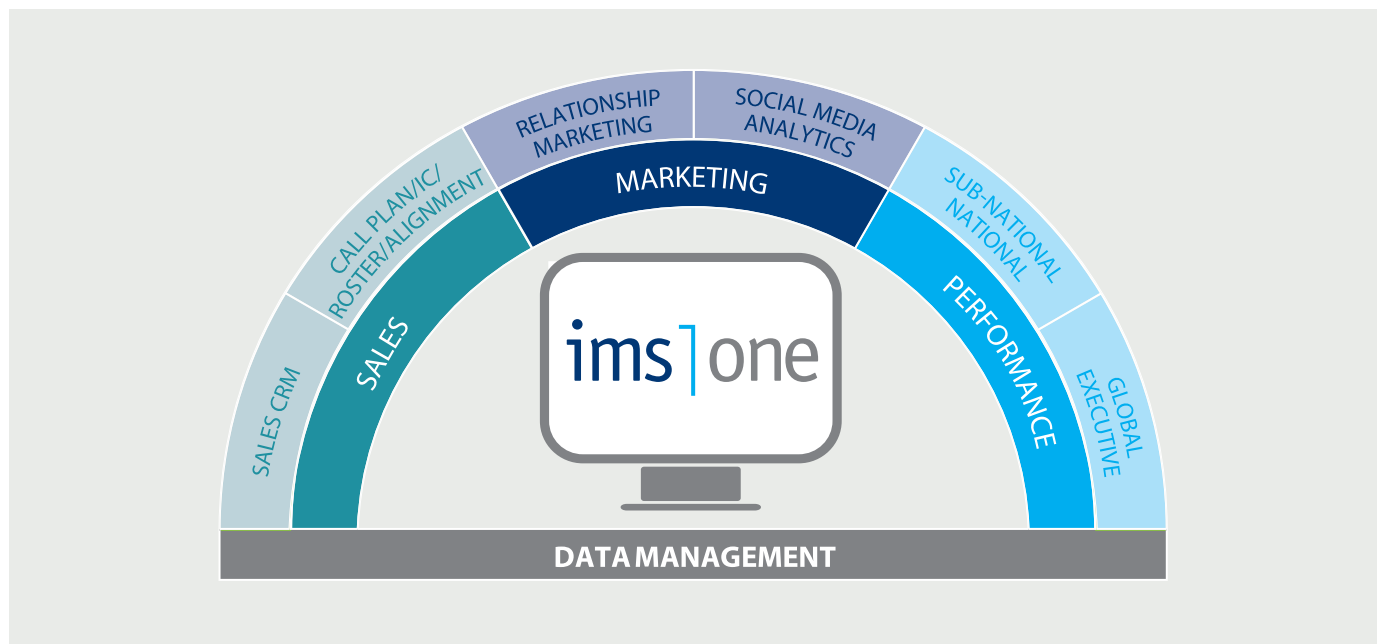 SALES CRM
CALL PLAN/IC/
ROSTER/ALIGNMENT
SALES
RELATIONSHIP
MARKETING
SOCIAL MEDIA
ANALYTICS
MARKETING
SUB-NATIONAL
NATIONAL
GLOBAL
EXECUTIVE
PERFORMANCE
ims one
DATA MANAGEMENT